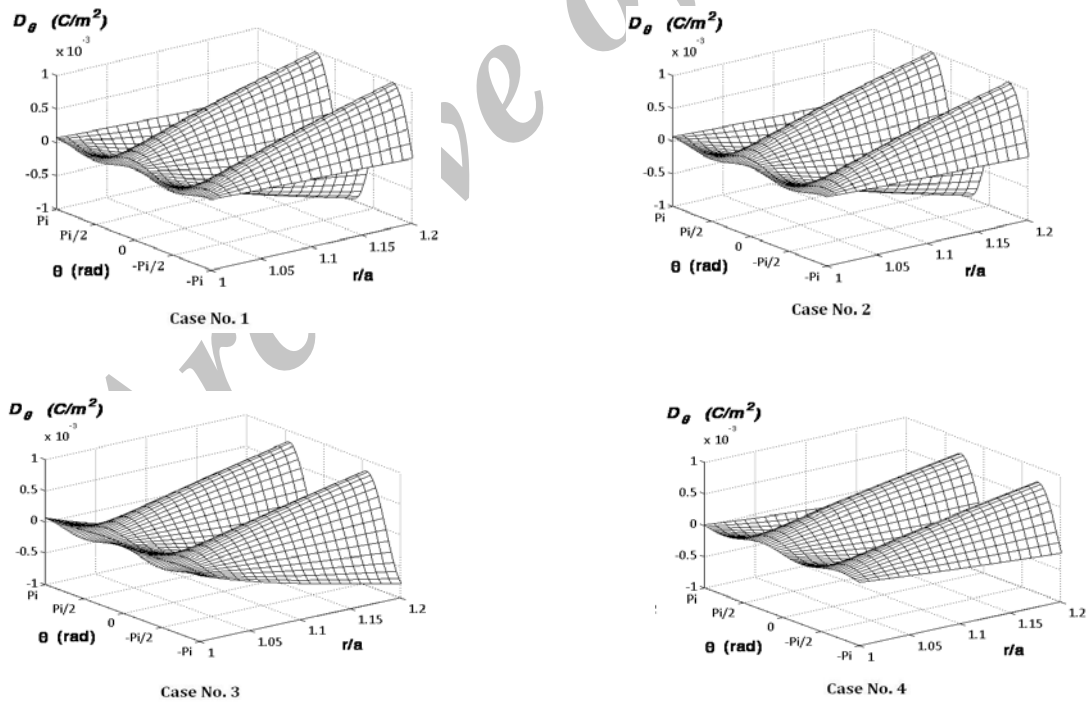 D_θ (C/m²)
x 10⁻³
1
0.5
0
-0.5
-1
Pi
Pi/2
0
-Pi/2
-Pi
θ (rad)
1
1.05
1.1
1.15
1.2
r/a
Case No. 1
D_θ (C/m²)
x 10⁻³
1
0.5
0
-0.5
-1
Pi
Pi/2
0
-Pi/2
-Pi
θ (rad)
1
1.05
1.1
1.15
1.2
r/a
Case No. 2
D_θ (C/m²)
x 10⁻³
1
0.5
0
-0.5
-1
Pi
Pi/2
0
-Pi/2
-Pi
θ (rad)
1
1.05
1.1
1.15
1.2
r/a
Case No. 3
D_θ (C/m²)
x 10⁻³
1
0.5
0
-0.5
-1
Pi
Pi/2
0
-Pi/2
-Pi
θ (rad)
1
1.05
1.1
1.15
1.2
r/a
Case No. 4